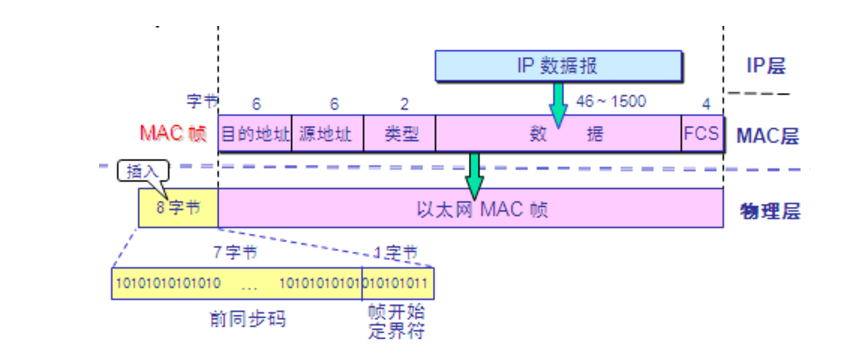 IP 数据报
IP层
字节 6 6 2 46~1500 4
MAC 帧 目的地址 源地址 类型 数 据 FCS MAC层
插入
8 字节 以太网 MAC 帧 物理层
7 字节 1 字节
10101010101010 ... 10101010101010101011
前同步码
帧开始
定界符